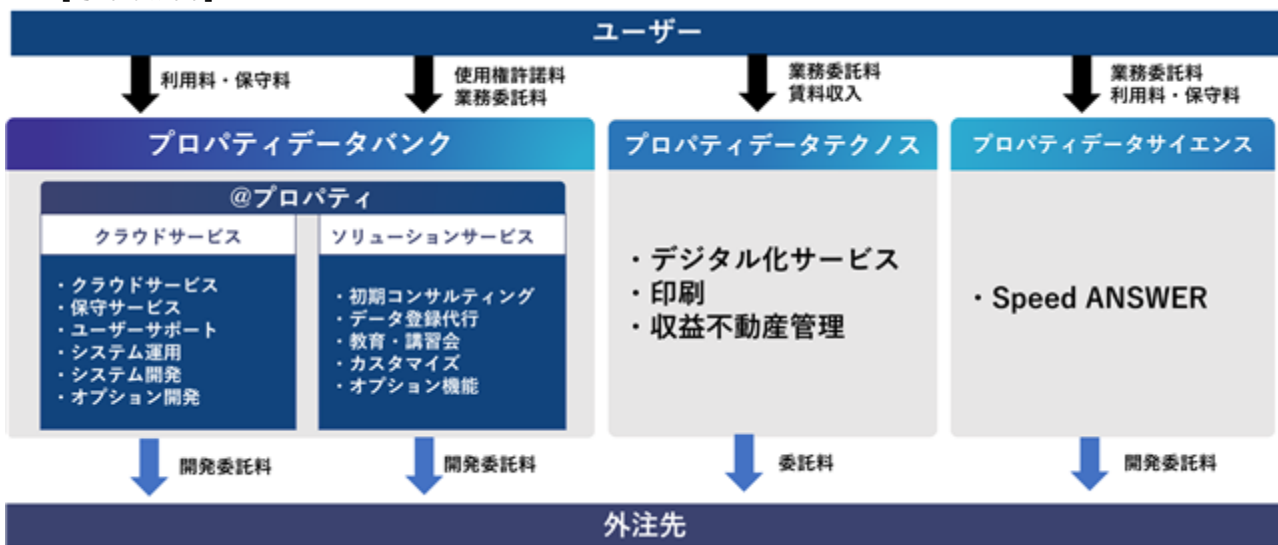 ユーザー
利用料・保守料
使用権許諾料
業務委託料
業務委託料
賃料収入
業務委託料
利用料・保守料
プロパティデータバンク
プロパティデータテクノス
プロパティデータサイエンス
@プロパティ
クラウドサービス
・クラウドサービス
・保守サービス
・ユーザーサポート
・システム運用
・システム開発
・オプション開発
ソリューションサービス
・初期コンサルティング
・データ登録代行
・教育・講習会
・カスタマイズ
・オプション機能
・デジタル化サービス
・印刷
・収益不動産管理
・Speed ANSWER
開発委託料
開発委託料
委託料
開発委託料
外注先